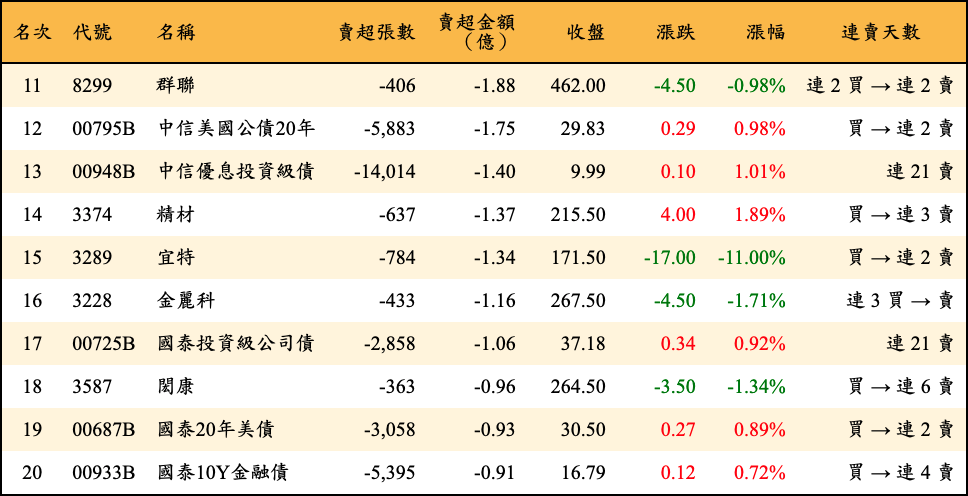 名次 代號 名稱 賣超張數 賣超金額（億） 收盤 漲跌 漲幅 連賣天數
11 8299 群聯 -406 -1.88 462.00 -4.50 -0.98% 連 2 買 → 連 2 賣
12 00795B 中信美國公債20年 -5,883 -1.75 29.83 0.29 0.98% 買 → 連 2 賣
13 00948B 中信優息投資級債 -14,014 -1.40 9.99 0.10 1.01% 連 21 賣
14 3374 精材 -637 -1.37 215.50 4.00 1.89% 買 → 連 3 賣
15 3289 宜特 -784 -1.34 171.50 -17.00 -11.00% 買 → 連 2 賣
16 3228 金麗科 -433 -1.16 267.50 -4.50 -1.71% 連 3 買 → 賣
17 00725B 國泰投資級公司債 -2,858 -1.06 37.18 0.34 0.92% 連 21 賣
18 3587 閎康 -363 -0.96 264.50 -3.50 -1.34% 買 → 連 6 賣
19 00687B 國泰20年美債 -3,058 -0.93 30.50 0.27 0.89% 買 → 連 2 賣
20 00933B 國泰10Y金融債 -5,395 -0.91 16.79 0.12 0.72% 買 → 連 4 賣